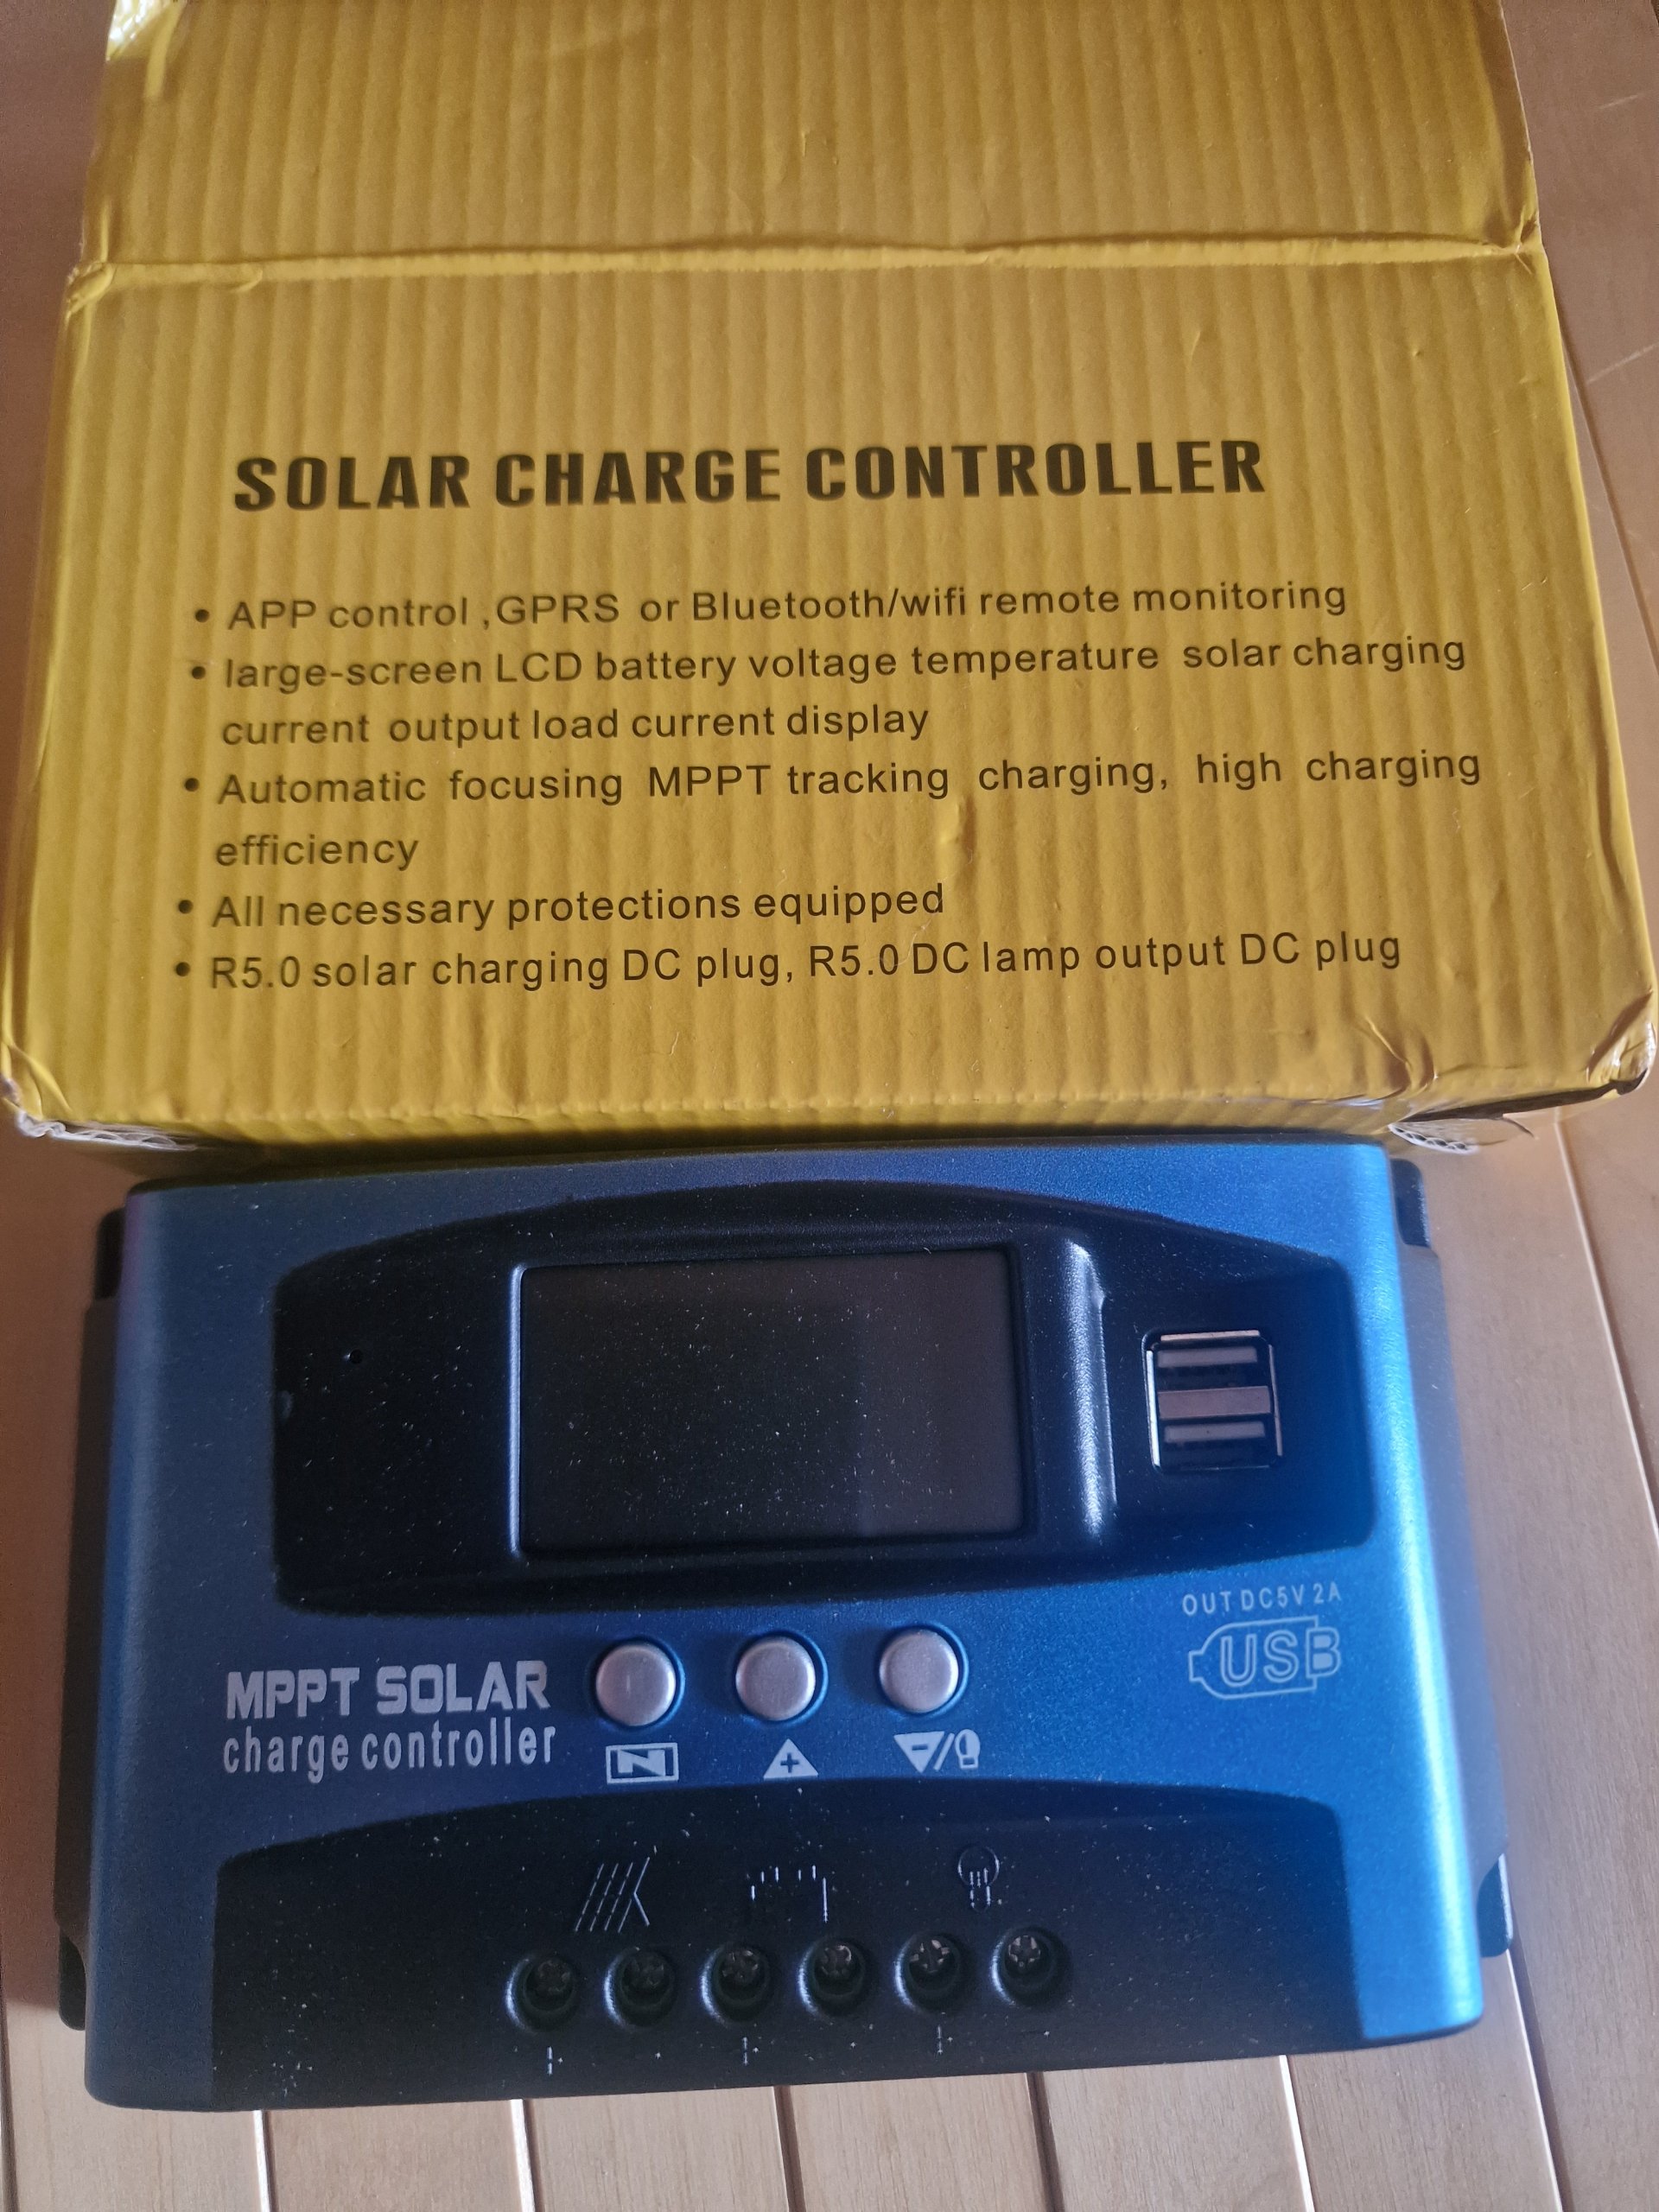 SOLAR CHARGE CONTROLLER
• APP control ,GPRS or Bluetooth/wifi remote monitoring
• large-screen LCD battery voltage temperature solar charging
current output load current display
• Automatic focusing MPPT tracking charging, high charging
efficiency
• All necessary protections equipped
• R5.0 solar charging DC plug, R5.0 DC lamp output DC plug
OUT DC5V 2A
USB
MPPT SOLAR
charge controller